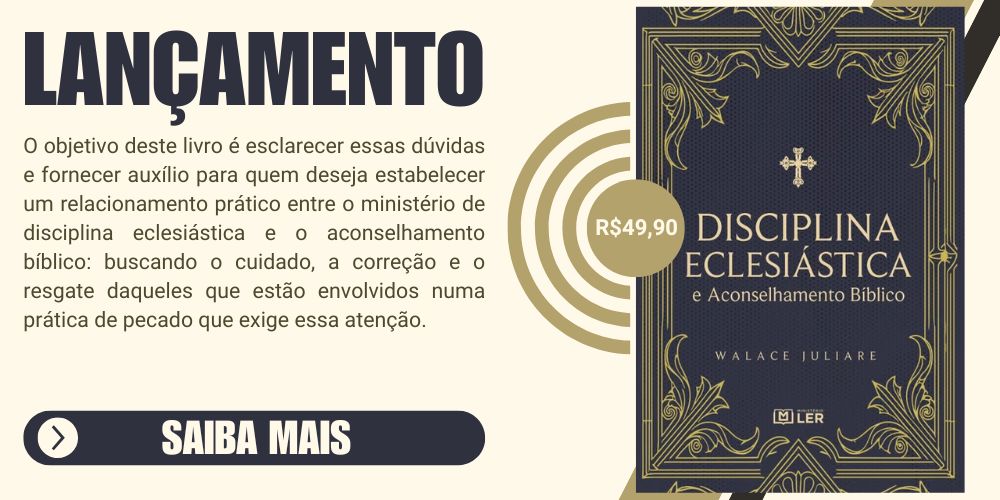 LANÇAMENTO
O objetivo deste livro é esclarecer essas dúvidas
e fornecer auxílio para quem deseja estabelecer
um relacionamento prático entre o ministério de
disciplina eclesiástica e o aconselhamento
bíblico: buscando o cuidado, a correção e o
resgate daqueles que estão envolvidos numa
prática de pecado que exige essa atenção.
SAIBA MAIS
R$49,90
DISCIPLINA
ECLESIÁSTICA
e Aconselhamento Bíblico
WALACE JULIARE
MINISTÉRIO
LER